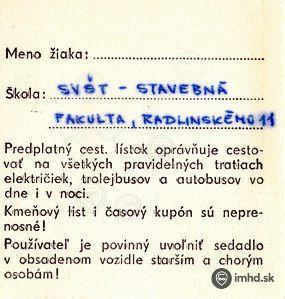 Meno žiaka:
Škola: SVŠT - STAVEBNÁ
FAKULTA, RADLINSKÉHO 11
Predplatný cest. lístok oprávňuje cesto-
vať na všetkých pravidelných tratiach
električiek, trolejbusov a autobusov vo
dne i v noci.
Kmeňový list i časový kupón sú nepre-
nosné!
Používateľ je povinný uvoľniť sedadlo
v obsadenom vozidle starším a chorým
osobám!
imhd.sk